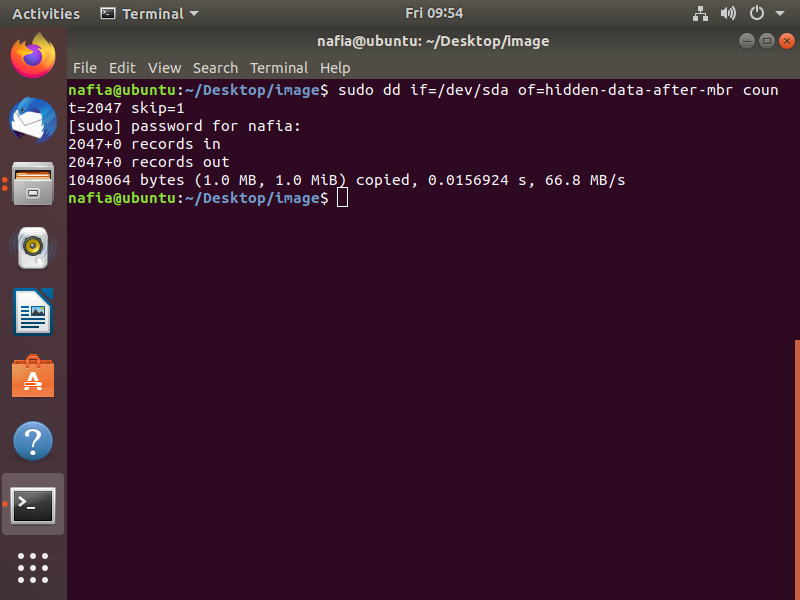 Activities Terminal Fri 09:54
nafia@ubuntu: ~/Desktop/image
File Edit View Search Terminal Help
nafia@ubuntu:~/Desktop/image$ sudo dd if=/dev/sda of=hidden-data-after-mbr coun
t=2047 skip=1
[sudo] password for nafia:
2047+0 records in
2047+0 records out
1048064 bytes (1.0 MB, 1.0 MiB) copied, 0.0156924 s, 66.8 MB/s
nafia@ubuntu:~/Desktop/image$